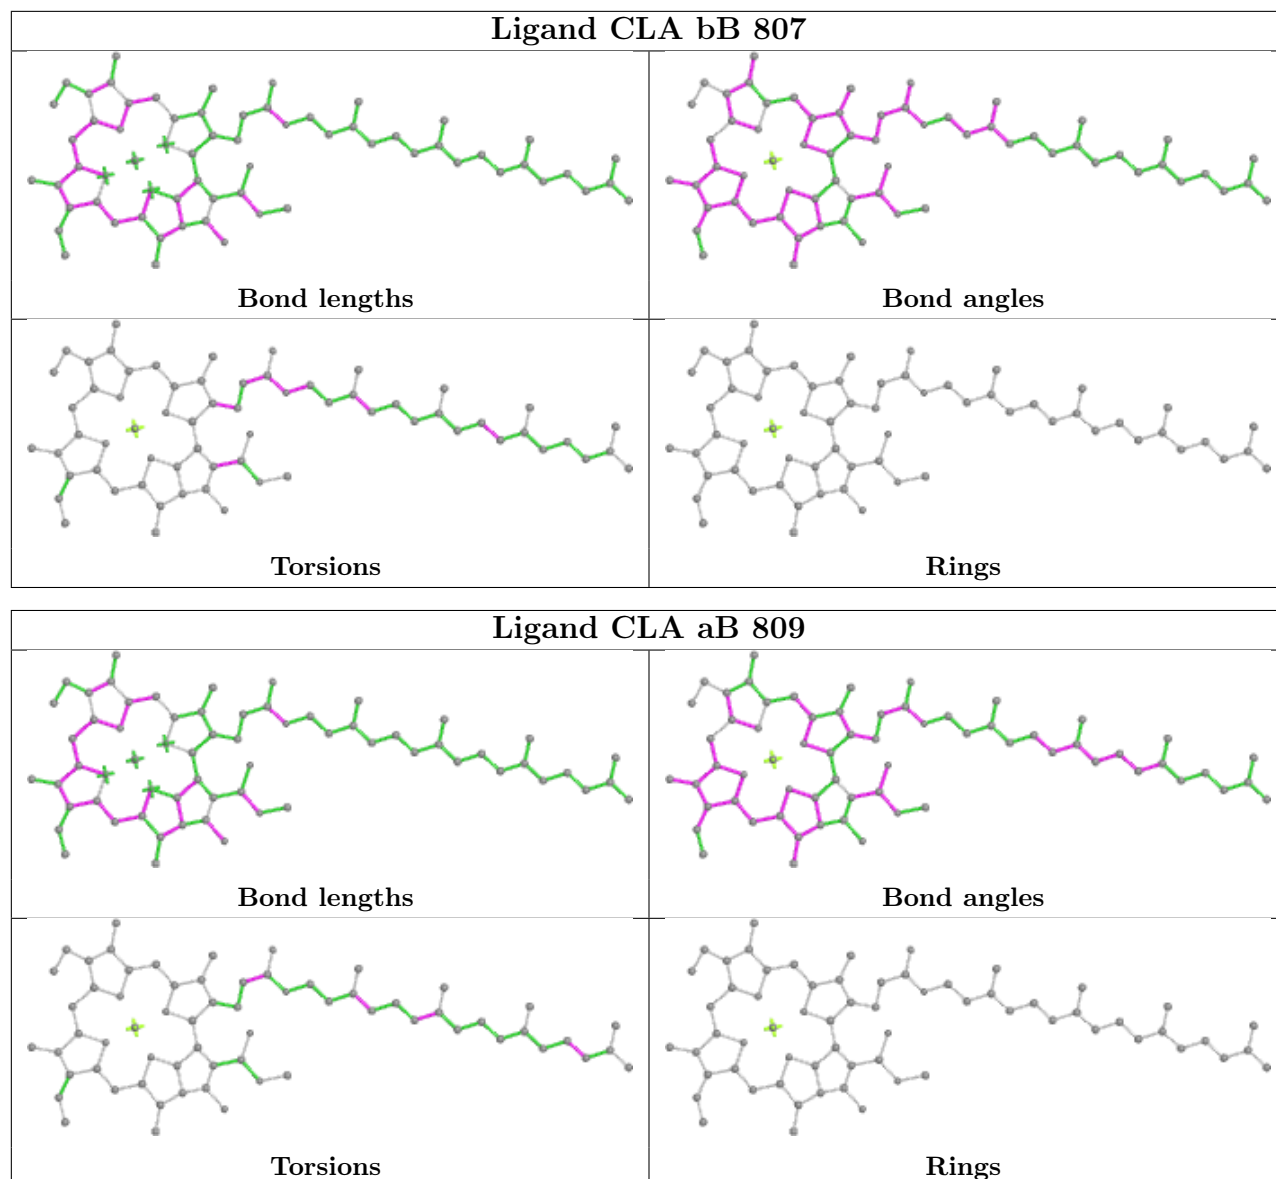 Ligand CLA bB 807
Bond lengths
Bond angles
Torsions
Rings
Ligand CLA aB 809
Bond lengths
Bond angles
Torsions
Rings